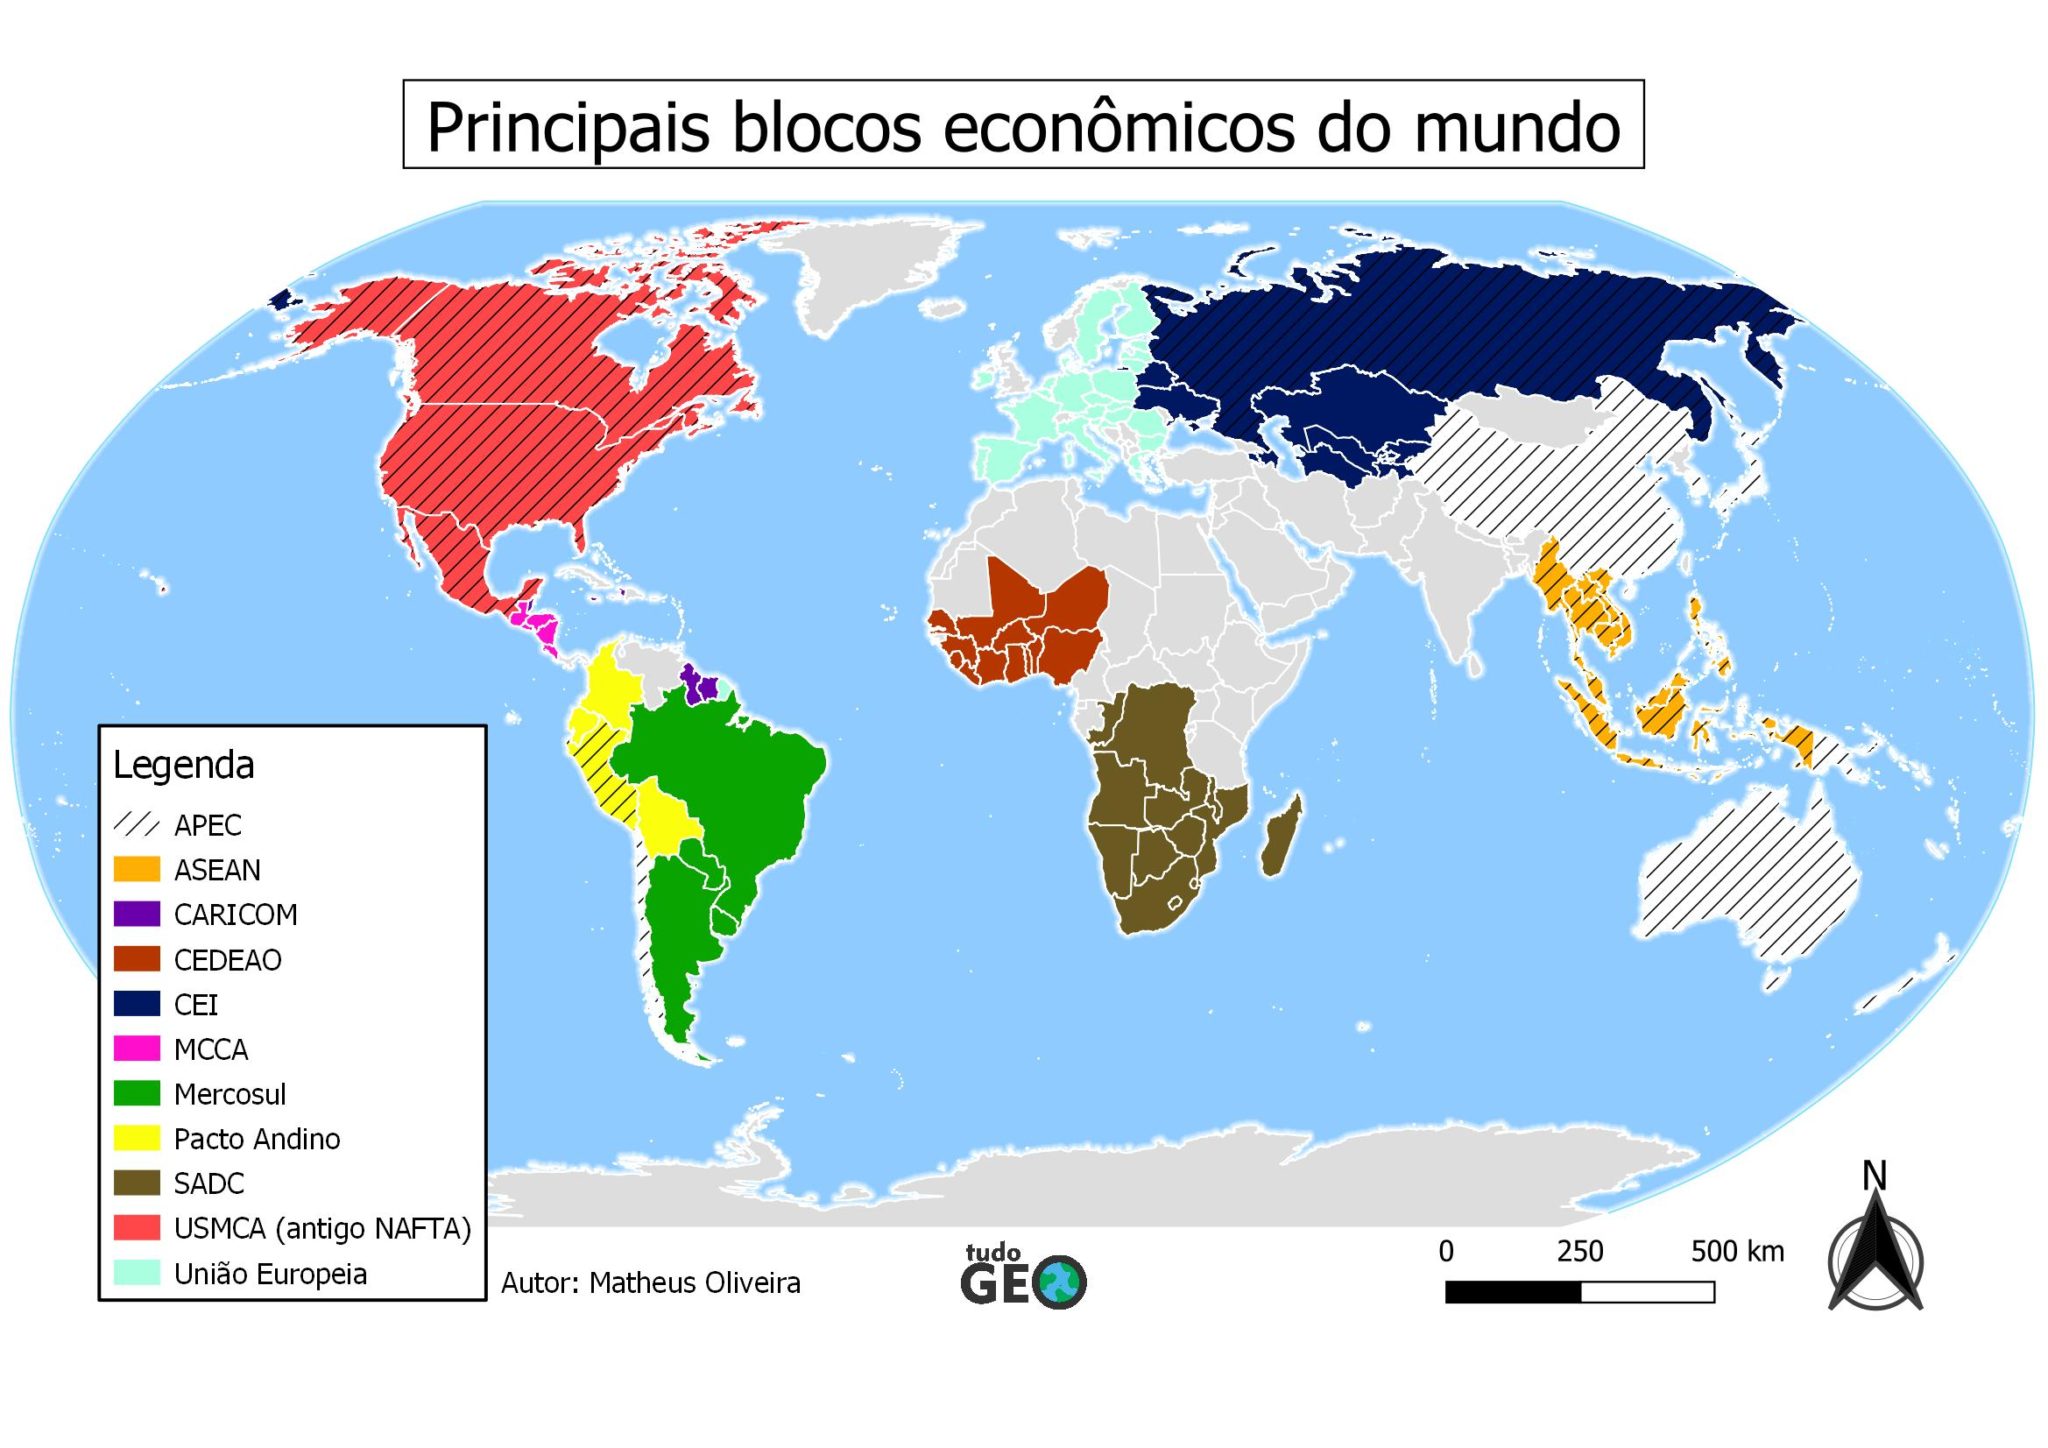 Principais blocos econômicos do mundo
Legenda
APEC
ASEAN
CARICOM
CEDEAO
CEI
MCCA
Mercosul
Pacto Andino
SADC
USMCA (antigo NAFTA)
União Europeia
Autor: Matheus Oliveira
tudo
GEO
0 250 500 km
N